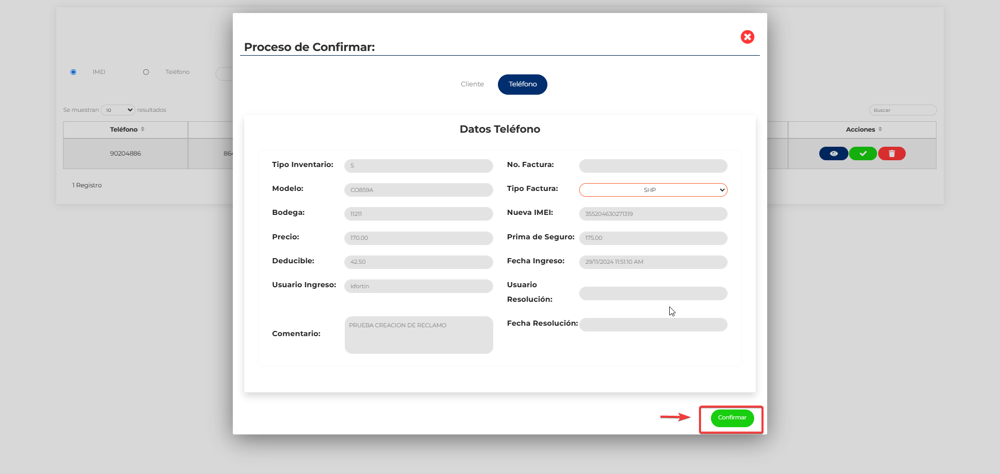 Proceso de Confirmar:
IMEI
Teléfono
Cliente
Teléfono
Se muestran 10 resultados
Buscar
Teléfono
Acciones
90204886
864
1 Registro
Datos Teléfono
Tipo Inventario: S
No. Factura:
Modelo: CO859A
Tipo Factura: SHP
Bodega: 11211
Nueva IMEI: 355204630271319
Precio: 170.00
Prima de Seguro: 175.00
Deducible: 42.50
Fecha Ingreso: 29/11/2024 11:51:10 AM
Usuario Ingreso: kfortin
Usuario
Resolución:
Comentario: PRUEBA CREACION DE RECLAMO
Fecha Resolución:
Confirmar